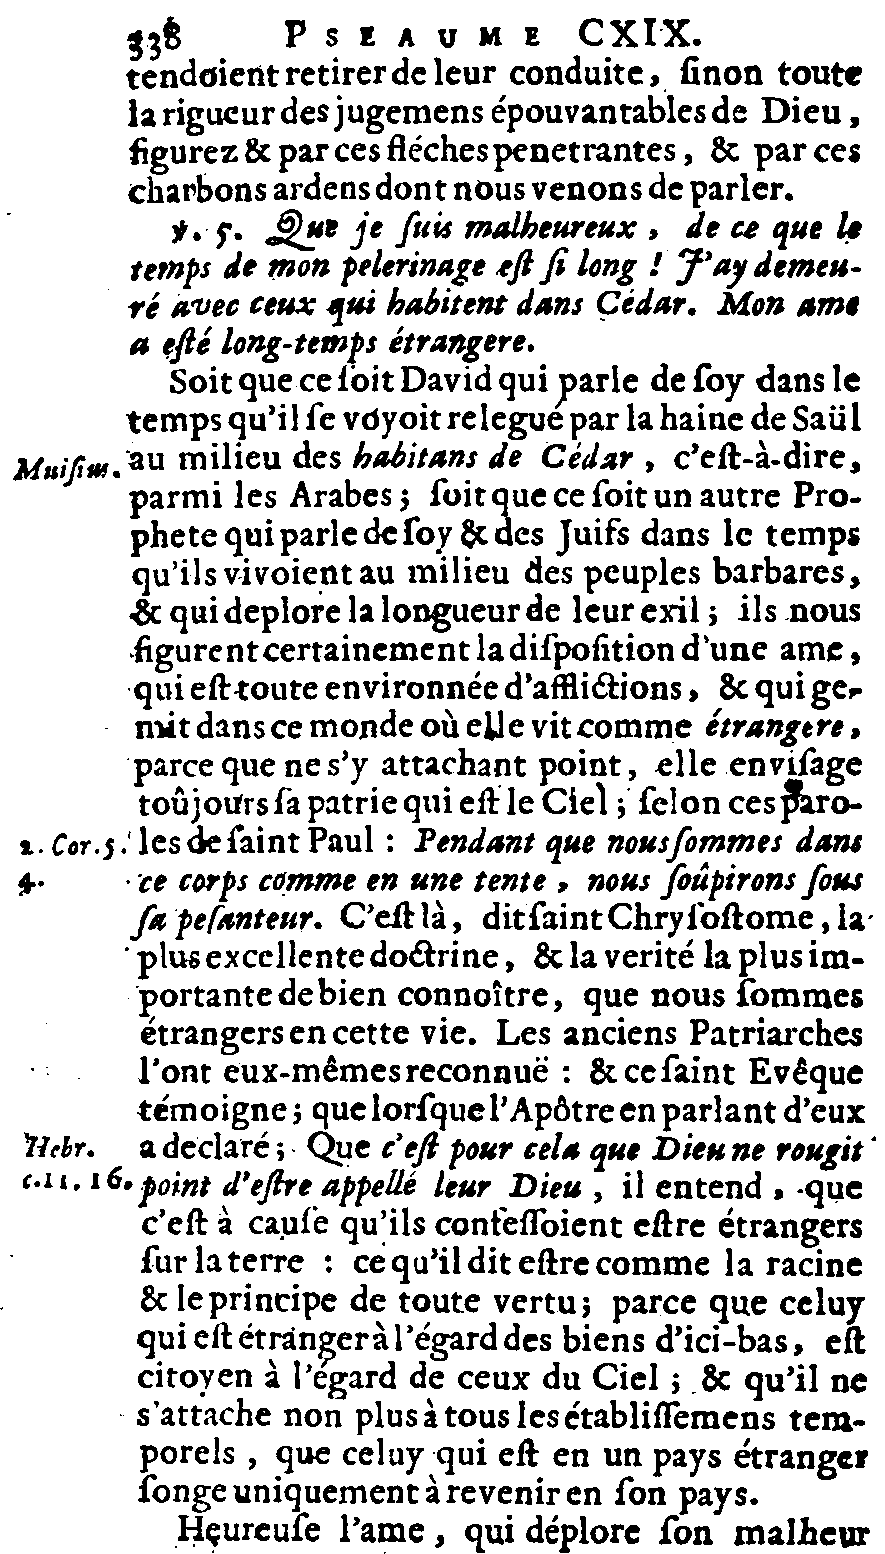 338 PSEAUME CXIX.
tendoient retirer de leur conduite, ſinon toute
la rigueur des jugemens épouvantables de Dieu,
figurez & par ces fléches penetrantes, & par ces
charbons ardens dont nous venons de parler.
℣. 5. Que je ſuis malheureux, de ce que le
temps de mon pelerinage eſt ſi long ! J'ay demeu-
ré avec ceux qui habitent dans Cédar. Mon ame
a eſté long-temps étrangere.
Soit que ce ſoit David qui parle de ſoy dans le
temps qu'il ſe voyoit relegué par la haine de Saül
Muiſius. au milieu des habitans de Cédar, c'eſt-à-dire,
parmi les Arabes; ſoit que ce ſoit un autre Pro-
phete qui parle de ſoy & des Juifs dans le temps
qu'ils vivoient au milieu des peuples barbares,
& qui deplore la longueur de leur exil; ils nous
figurent certainement la diſpoſition d'une ame,
qui eſt toute environnée d'afflictions, & qui ge-
mit dans ce monde où elle vit comme étrangere,
parce que ne s'y attachant point, elle enviſage
toûjours ſa patrie qui eſt le Ciel; ſelon ces paro-
2. Cor. 5. les de ſaint Paul : Pendant que nous ſommes dans
4. ce corps comme en une tente, nous ſoûpirons ſous
ſa peſanteur. C'eſt là, dit ſaint Chryſoſtome, la
plus excellente doctrine, & la verité la plus im-
portante de bien connoître, que nous ſommes
étrangers en cette vie. Les anciens Patriarches
l'ont eux-mêmes reconnuë : & ce ſaint Evêque
témoigne; que lorſque l'Apôtre en parlant d'eux
Hebr. a declaré; Que c'eſt pour cela que Dieu ne rougit
c. 11. 16. point d'eſtre appellé leur Dieu, il entend, que
c'eſt à cauſe qu'ils confeſſoient eſtre étrangers
ſur la terre : ce qu'il dit eſtre comme la racine
& le principe de toute vertu; parce que celuy
qui eſt étranger à l'égard des biens d'ici-bas, eſt
citoyen à l'égard de ceux du Ciel; & qu'il ne
s'attache non plus à tous les établiſſemens tem-
porels, que celuy qui eſt en un pays étranger
ſonge uniquement à revenir en ſon pays.
Heureuſe l'ame, qui déplore ſon malheur